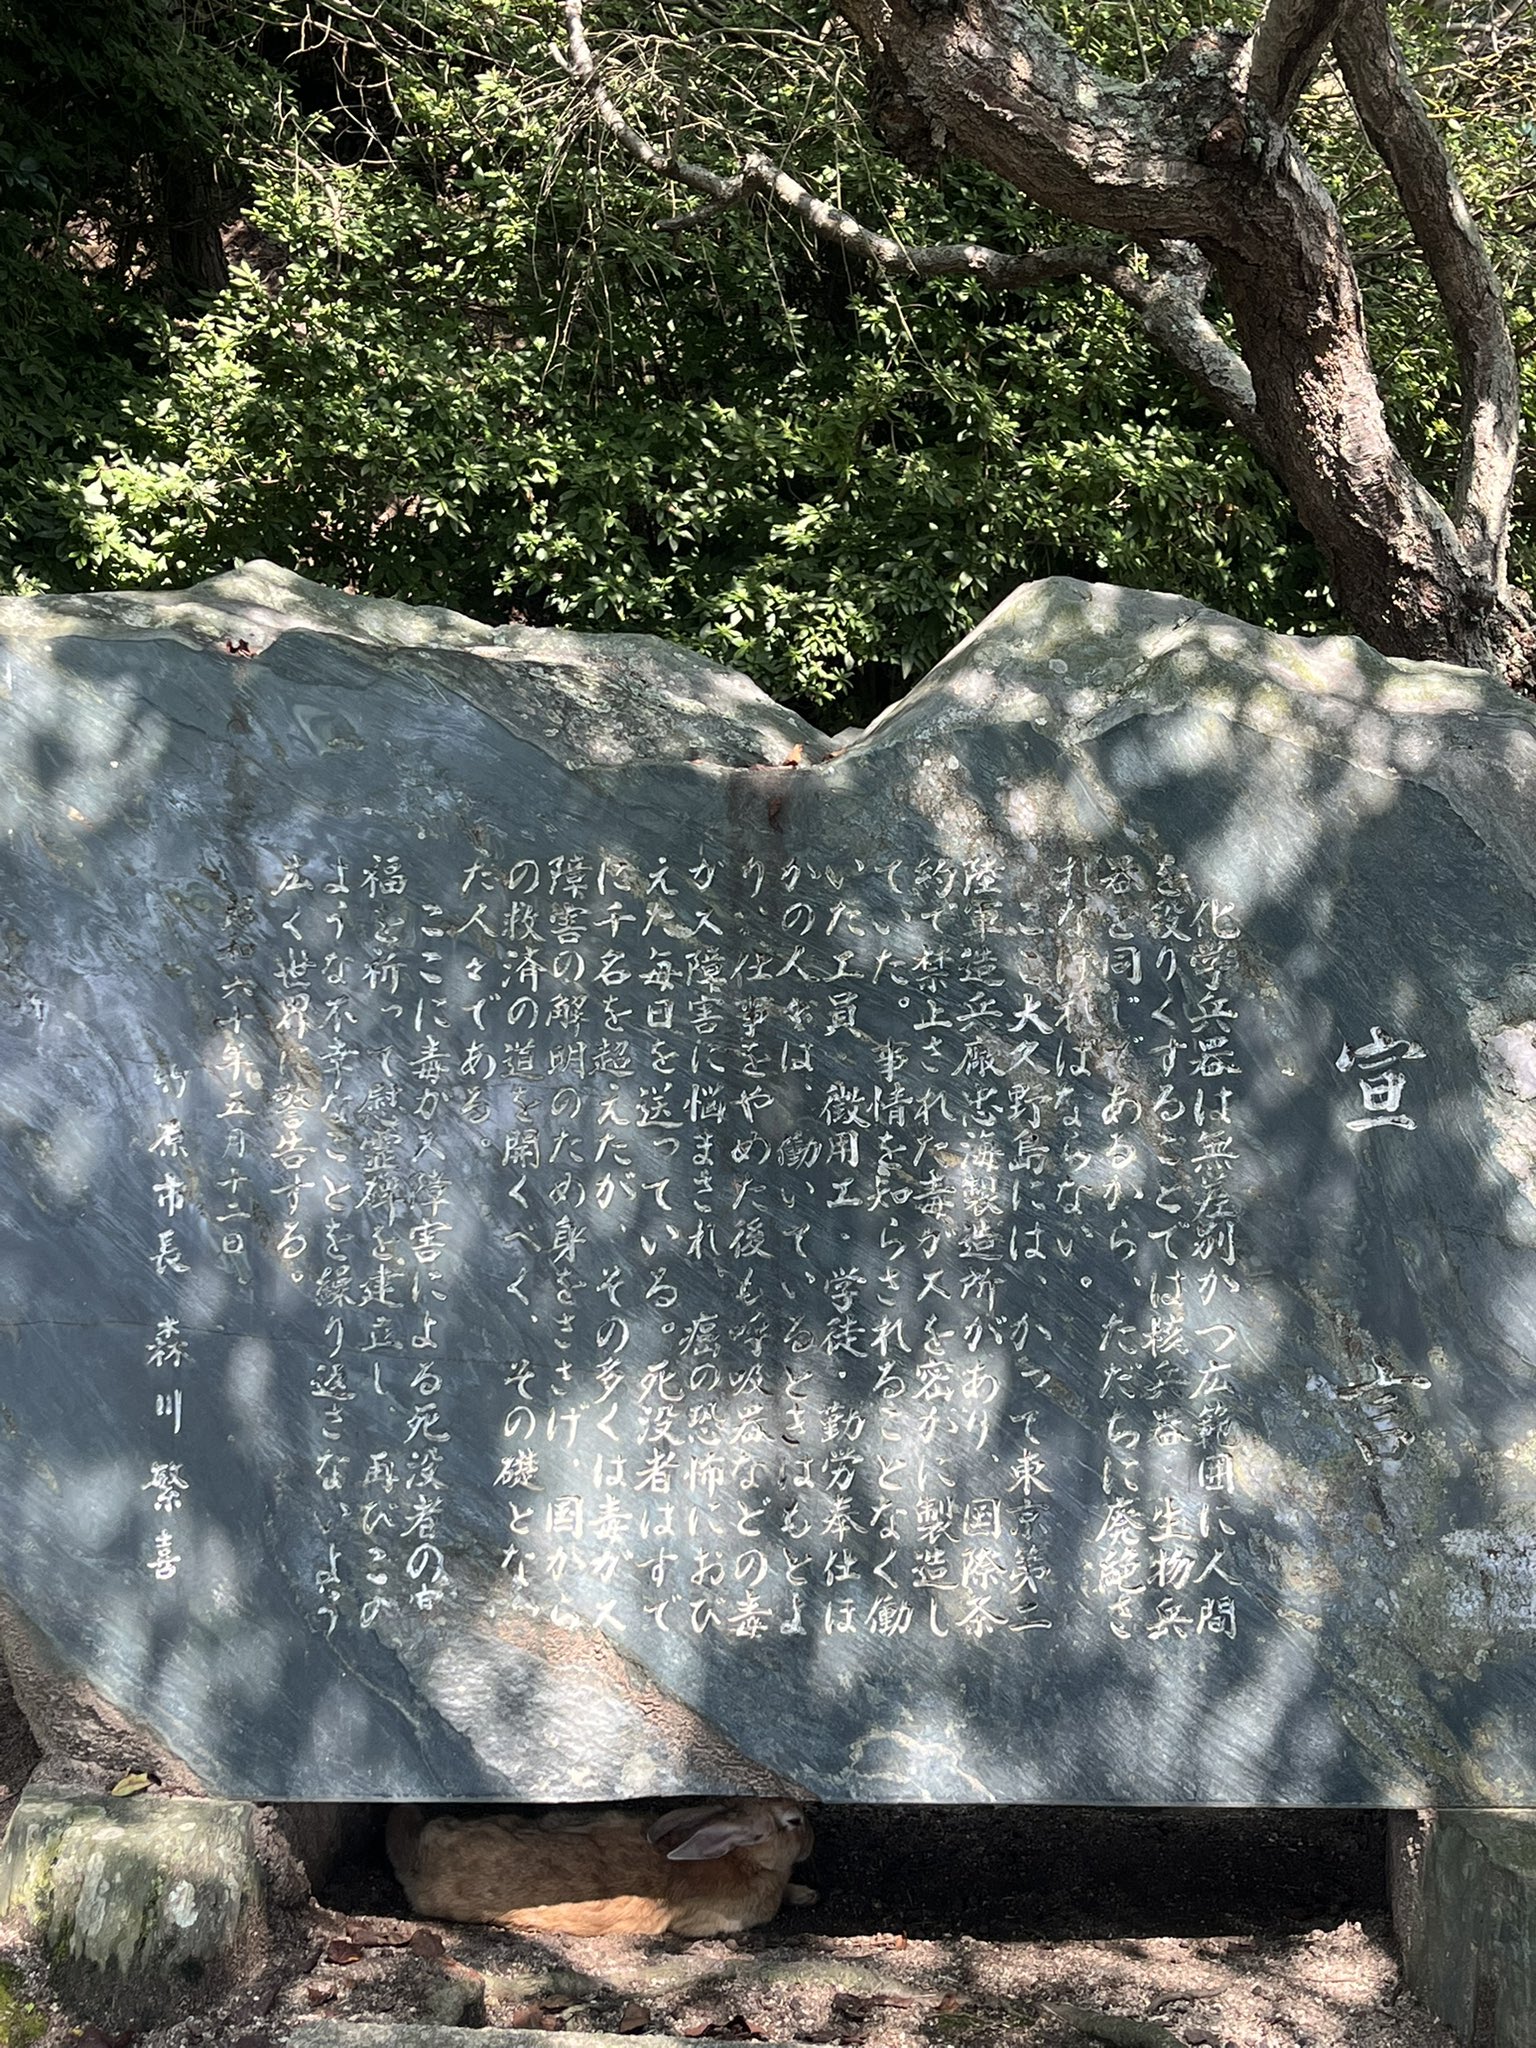 宣言
化学兵器は無差別かつ広範囲に人間
を殺りくすることでは核兵器・生物兵
器と同じであるから、ただちに廃絶さ
れなければならない。
ここ大久野島には、かつて東京第二
陸軍造兵廠忠海製造所があり、国際条
約で禁止された毒ガスを密かに製造し
ていた。事情を知らされることなく働
いた工員・徴用工・学徒・勤労奉仕ほ
かの人々は、働いているときはもとよ
り、仕事をやめた後も呼吸器などの毒
ガス障害に悩まされ、癌の恐怖におび
えた毎日を送っている。死没者はすで
に千名を超えたが、その多くは毒ガス
障害の解明のため身をささげ、国から
の救済の道を開くべく、その礎となっ
た人々である。
ここに毒ガス障害による死没者の冥
福を祈って慰霊碑を建立し、再びこの
ような不幸なことを繰り返さないよう
広く世界に警告する。
昭和六十年五月十二日
竹原市長 森川繁喜